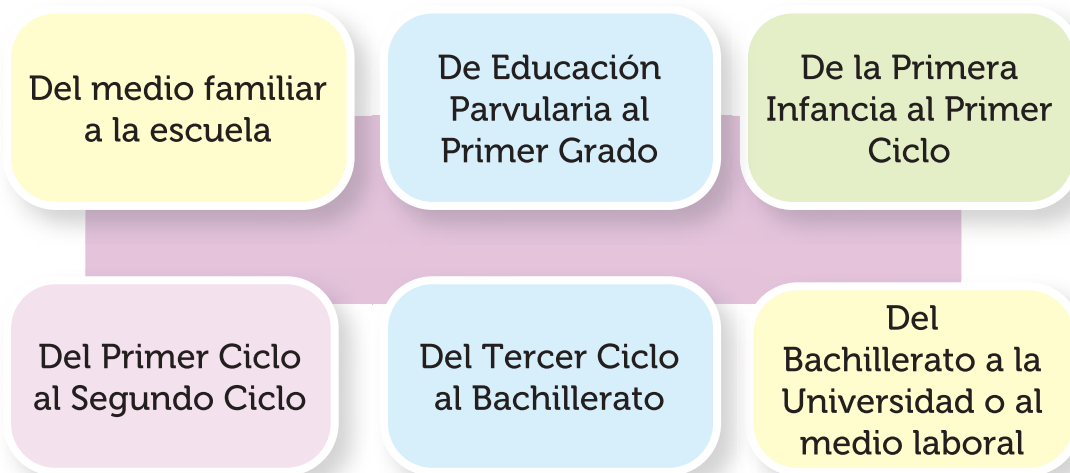 Del medio familiar
a la escuela
De Educación
Parvularia al
Primer Grado
De la Primera
Infancia al Primer
Ciclo
Del Primer Ciclo
al Segundo Ciclo
Del Tercer Ciclo
al Bachillerato
Del
Bachillerato a la
Universidad o al
medio laboral